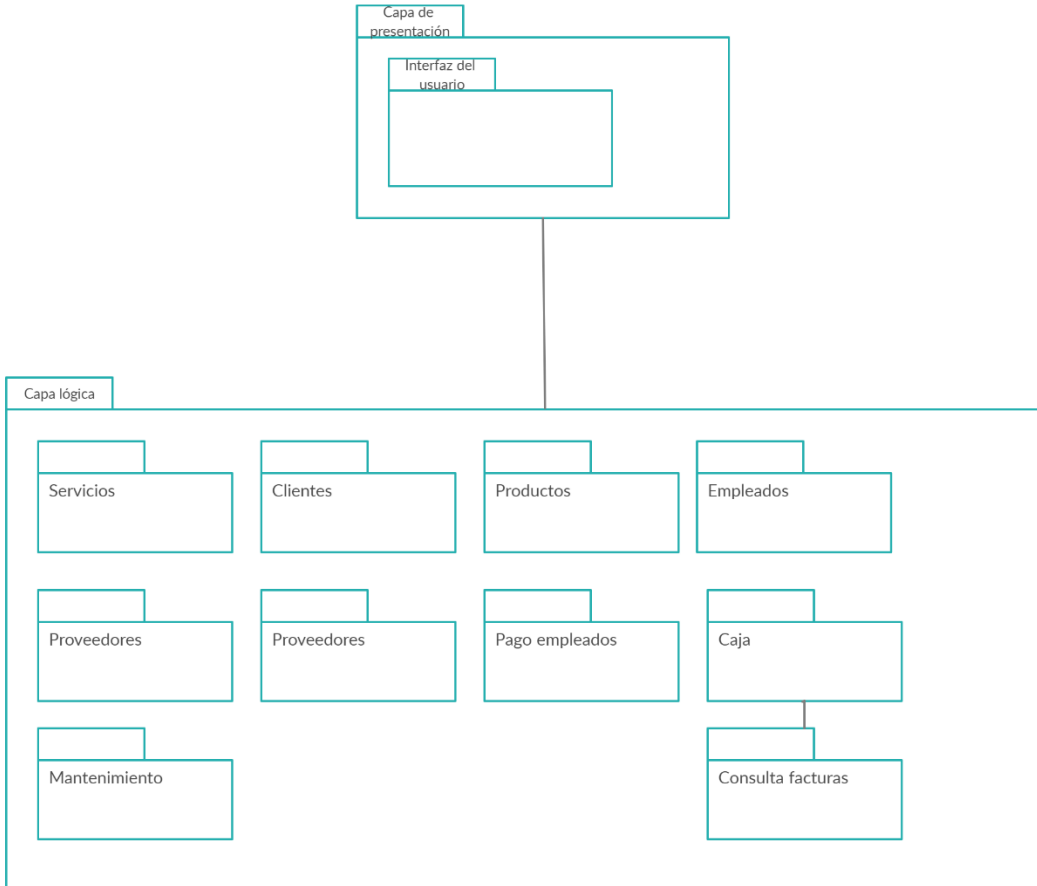 Capa de
presentación
Interfaz del
usuario
Capa lógica
Servicios
Clientes
Productos
Empleados
Proveedores
Proveedores
Pago empleados
Caja
Mantenimiento
Consulta facturas